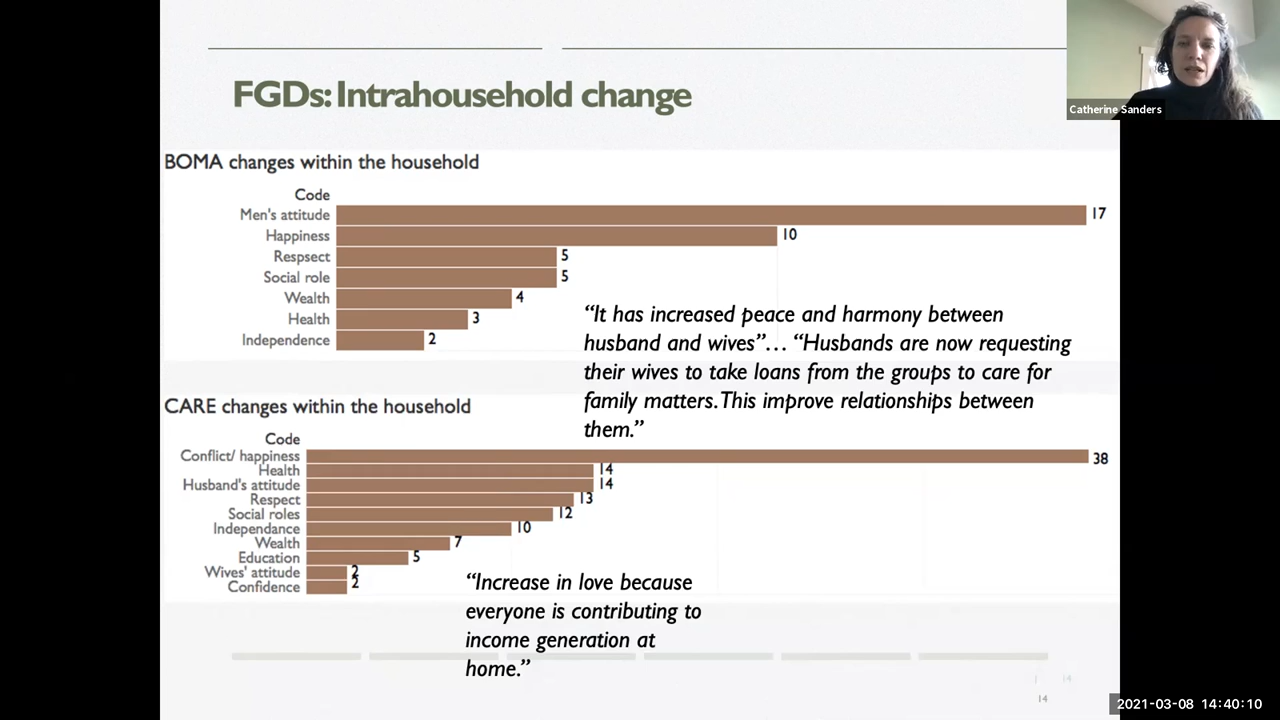 FGDs: Intrahousehold change
Catherine Sanders
BOMA changes within the household
Code
Men's attitude 17
Happiness 10
Respsect 5
Social role 5
Wealth 4
Health 3
Independence 2
“It has increased peace and harmony between
husband and wives”… “Husbands are now requesting
their wives to take loans from the groups to care for
family matters. This improve relationships between
them.”
CARE changes within the household
Code
Conflict/ happiness 38
Health 14
Husband's attitude 14
Respect 13
Social roles 12
Independance 10
Wealth 7
Education 5
Wives' attitude 2
Confidence 2
“Increase in love because
everyone is contributing to
income generation at
home.”
14
14
2021-03-08 14:40:10